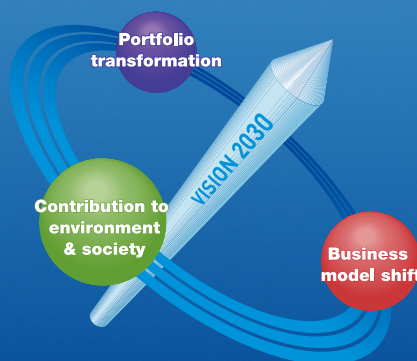 Portfolio
transformation
VISION 2030
Contribution to
environment
& society
Business
model shift